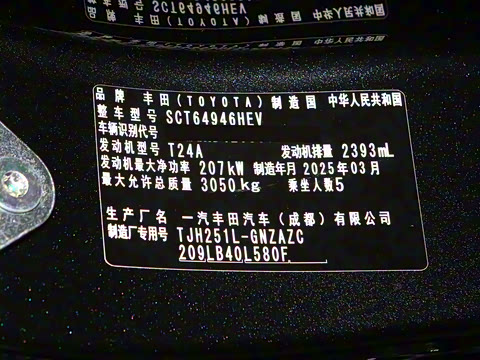 品牌 丰田(TOYOTA) 制造国 中华人民共和国
整车型号 SCT64946HEV
车辆识别代号
发动机型号 T24A 发动机排量 2393mL
发动机最大净功率 207kW 制造年月 2025年03月
最大允许总质量 3050kg 乘坐人数 5
生产厂名 一汽丰田汽车(成都)有限公司
制造厂专用号 TJH251L-GNZAZC
209LB40L580F